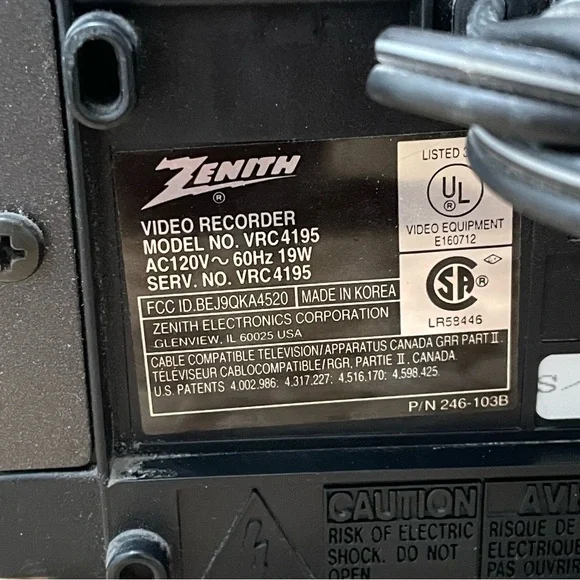 ZENITH
®
VIDEO RECORDER
MODEL NO. VRC4195
AC120V ~ 60Hz 19W
SERV. NO. VRC4195
FCC ID.BEJ9QKA4520 MADE IN KOREA
ZENITH ELECTRONICS CORPORATION
GLENVIEW, IL 60025 USA
CABLE COMPATIBLE TELEVISION/APPARATUS CANADA GRR PART II.
TÉLEVISEUR CABLOCOMPATIBLE/RGR, PARTIE II. CANADA.
U.S. PATENTS 4.002.986; 4.317.227; 4.516.170; 4.598.425.
P/N 246-103B
LISTED
UL
®
VIDEO EQUIPMENT
E160712
LR58446
CAUTION
RISK OF ELECTRIC
SHOCK. DO NOT
OPEN
RISQUE DE
PAS OUVRIR